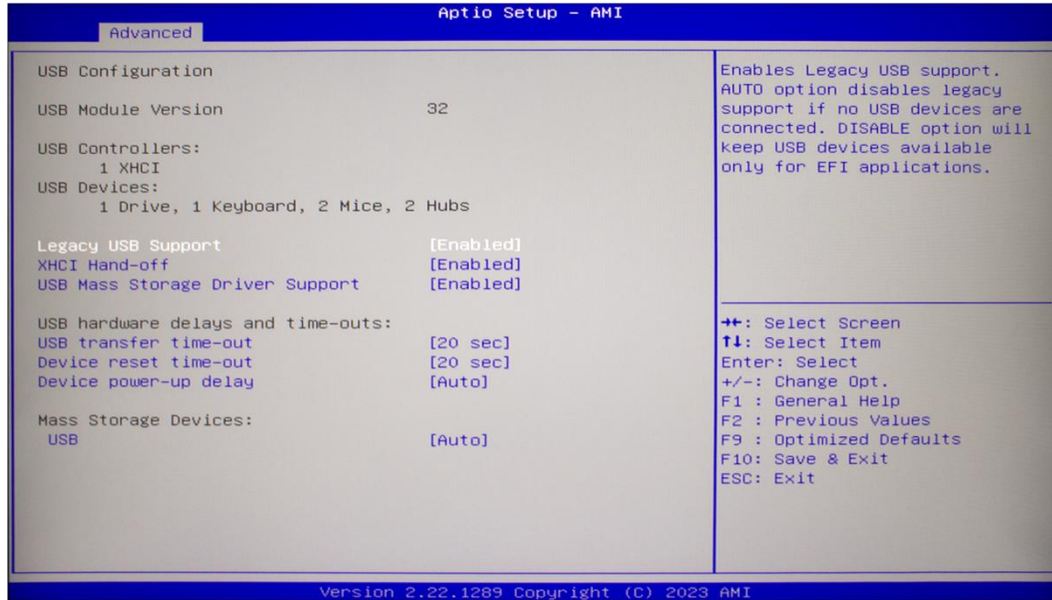 Aptio Setup – AMI
Advanced
USB Configuration
USB Module Version 32
USB Controllers:
1 XHCI
USB Devices:
1 Drive, 1 Keyboard, 2 Mice, 2 Hubs
Legacy USB Support [Enabled]
XHCI Hand-off [Enabled]
USB Mass Storage Driver Support [Enabled]
USB hardware delays and time-outs:
USB transfer time-out [20 sec]
Device reset time-out [20 sec]
Device power-up delay [Auto]
Mass Storage Devices:
USB [Auto]
Enables Legacy USB support.
AUTO option disables legacy
support if no USB devices are
connected. DISABLE option will
keep USB devices available
only for EFI applications.
→←: Select Screen
↑↓: Select Item
Enter: Select
+/-: Change Opt.
F1 : General Help
F2 : Previous Values
F9 : Optimized Defaults
F10: Save & Exit
ESC: Exit
Version 2.22.1289 Copyright (C) 2023 AMI